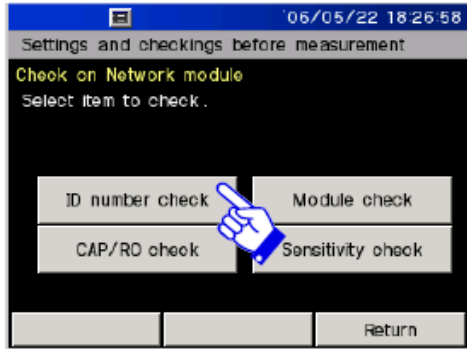 '06/05/22 18:26:58
Settings and checkings before measurement
Check on Network module
Select item to check.
ID number check
Module check
CAP/RO check
Sensitivity check
Return